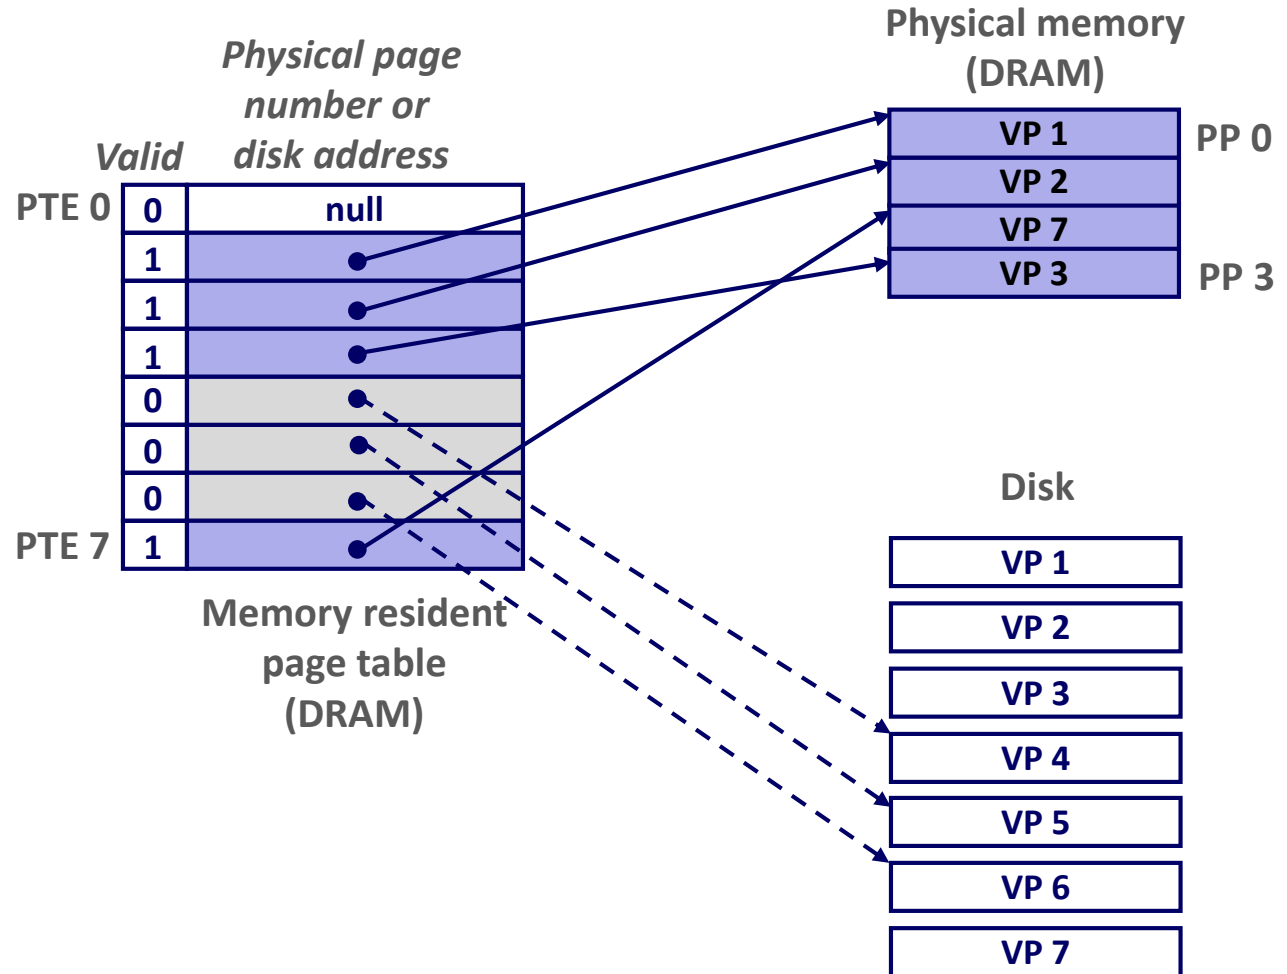 Physical memory
(DRAM)
Physical page
number or
disk address
Valid
VP 1
PP 0
VP 2
VP 7
VP 3
PP 3
PTE 0
0
null
1
1
1
0
0
0
PTE 7
1
Memory resident
page table
(DRAM)
Disk
VP 1
VP 2
VP 3
VP 4
VP 5
VP 6
VP 7